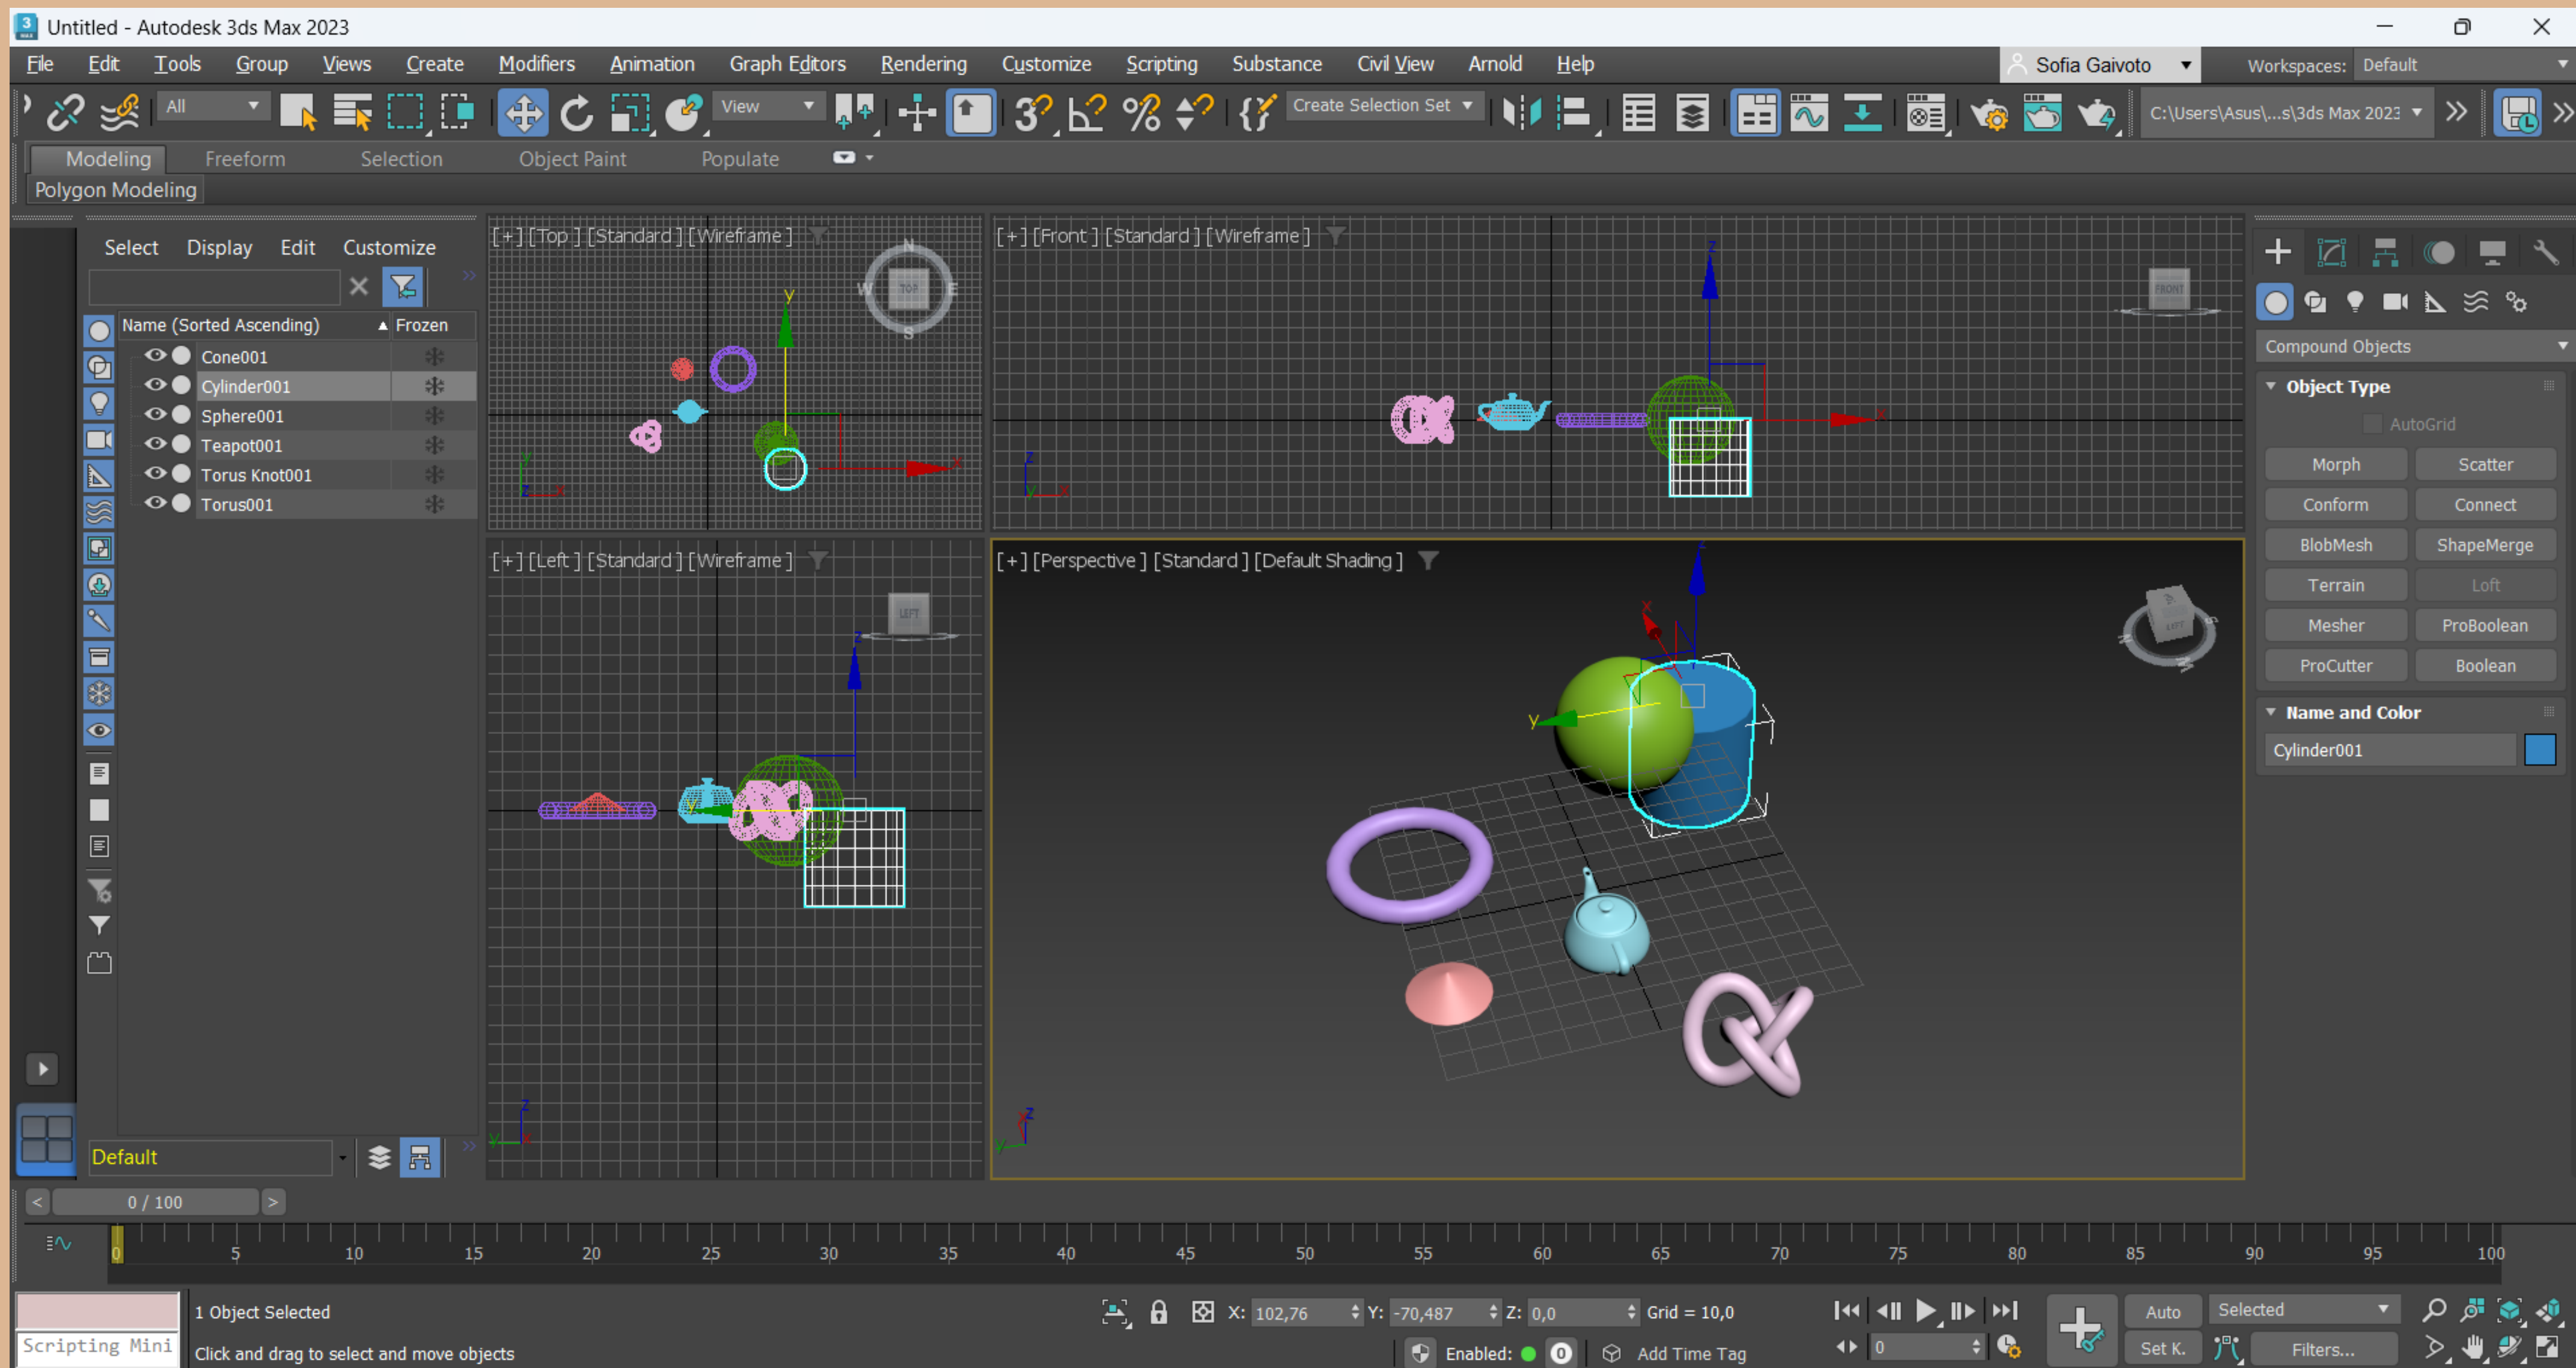 Untitled - Autodesk 3ds Max 2023
File Edit Tools Group Views Create Modifiers Animation Graph Editors Rendering Customize Scripting Substance Civil View Arnold Help Sofia Gaivoto Workspaces: Default
All View Create Selection Set C:\Users\Asus\...s\3ds Max 2023
Modeling Freeform Selection Object Paint Populate
Polygon Modeling
Select Display Edit Customize
Name (Sorted Ascending) Frozen
Cone001
Cylinder001
Sphere001
Teapot001
Torus Knot001
Torus001
Default
[+] [Top ] [Standard ] [Wireframe ]
N
W TOP E
S
y
x
y
z x
[+] [Front ] [Standard ] [Wireframe ]
FRONT
z
x
z
y x
[+] [Left ] [Standard ] [Wireframe ]
LEFT
z
y
z
y x
[+] [Perspective ] [Standard ] [Default Shading ]
z
x
y
LEFT
N S
W
z
y
Compound Objects
Object Type
AutoGrid
Morph Scatter
Conform Connect
BlobMesh ShapeMerge
Terrain Loft
Mesher ProBoolean
ProCutter Boolean
Name and Color
Cylinder001
< 0 / 100 >
0 5 10 15 20 25 30 35 40 45 50 55 60 65 70 75 80 85 90 95 100
1 Object Selected X: 102,76 Y: -70,487 Z: 0,0 Grid = 10,0 Auto Selected
Scripting Mini Click and drag to select and move objects Enabled: 0 Add Time Tag 0 Set K. Filters...